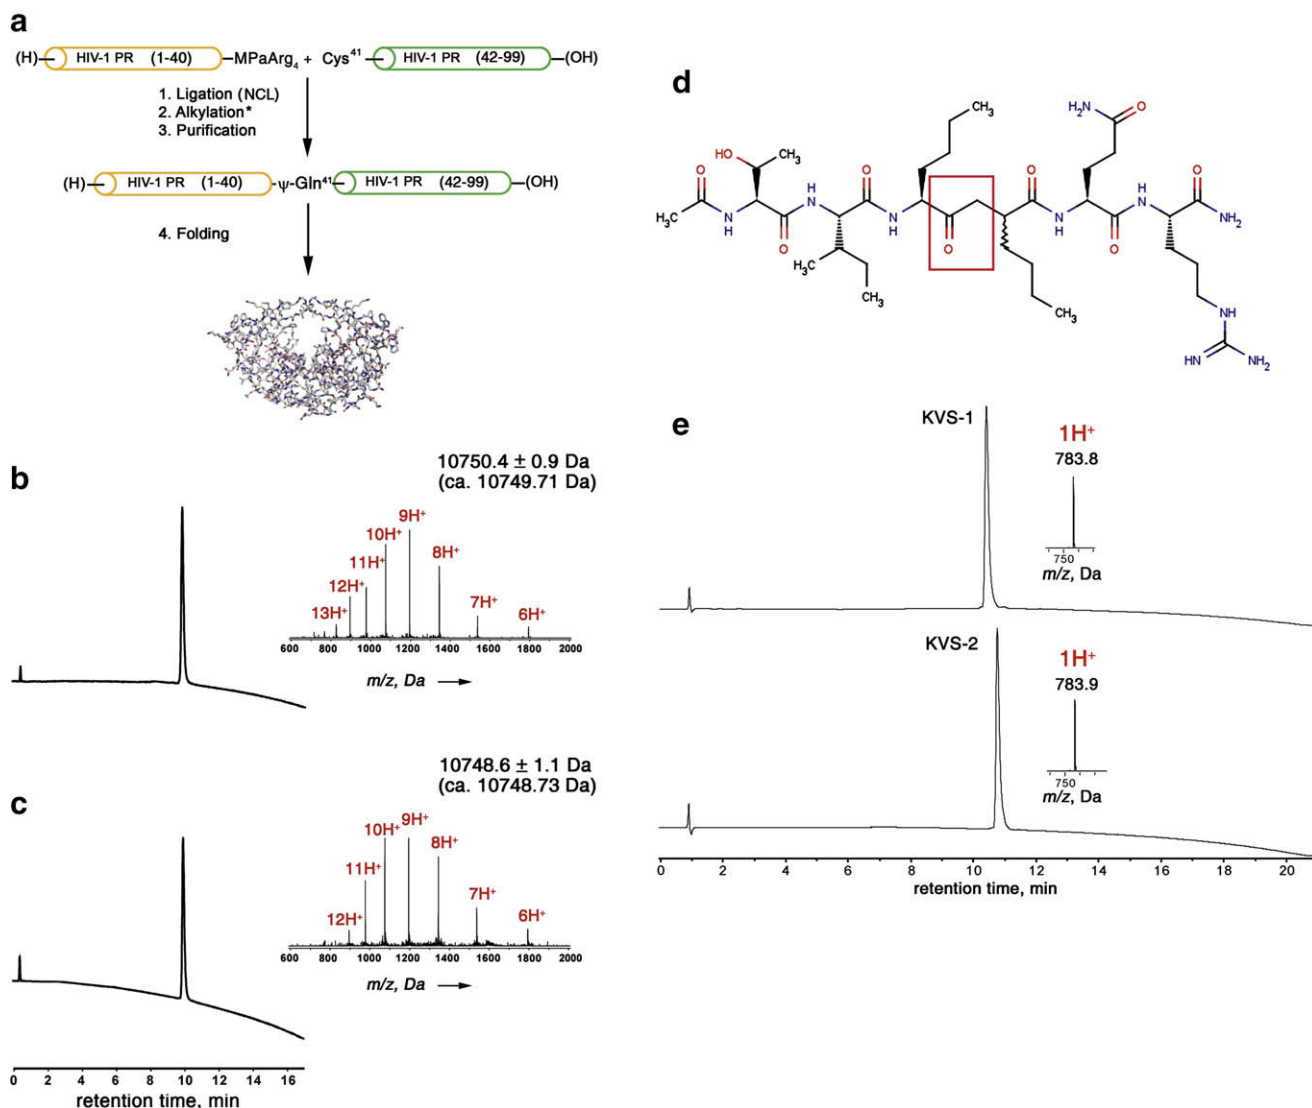 a
(H) HIV-1 PR (1-40) MPaArg4 + Cys41 HIV-1 PR (42-99) (OH)
1. Ligation (NCL)
2. Alkylation*
3. Purification
(H) HIV-1 PR (1-40) -ψ-Gln41 HIV-1 PR (42-99) (OH)
4. Folding
b
10750.4 ± 0.9 Da
(ca. 10749.71 Da)
13H+ 12H+ 11H+ 10H+ 9H+ 8H+ 7H+ 6H+
600 800 1000 1200 1400 1600 1800 2000
m/z, Da
c
10748.6 ± 1.1 Da
(ca. 10748.73 Da)
12H+ 11H+ 10H+ 9H+ 8H+ 7H+ 6H+
600 800 1000 1200 1400 1600 1800 2000
m/z, Da
0 2 4 6 8 10 12 14 16
retention time, min
d
CH3
H2N O
HO CH3
O O O O O
H3C N H H N N H O N H H N NH2
O O O
H3C
CH3
CH3
NH
HN NH2
e
KVS-1
1H+
783.8
750
m/z, Da
KVS-2
1H+
783.9
750
m/z, Da
0 2 4 6 8 10 12 14 16 18 20
retention time, min